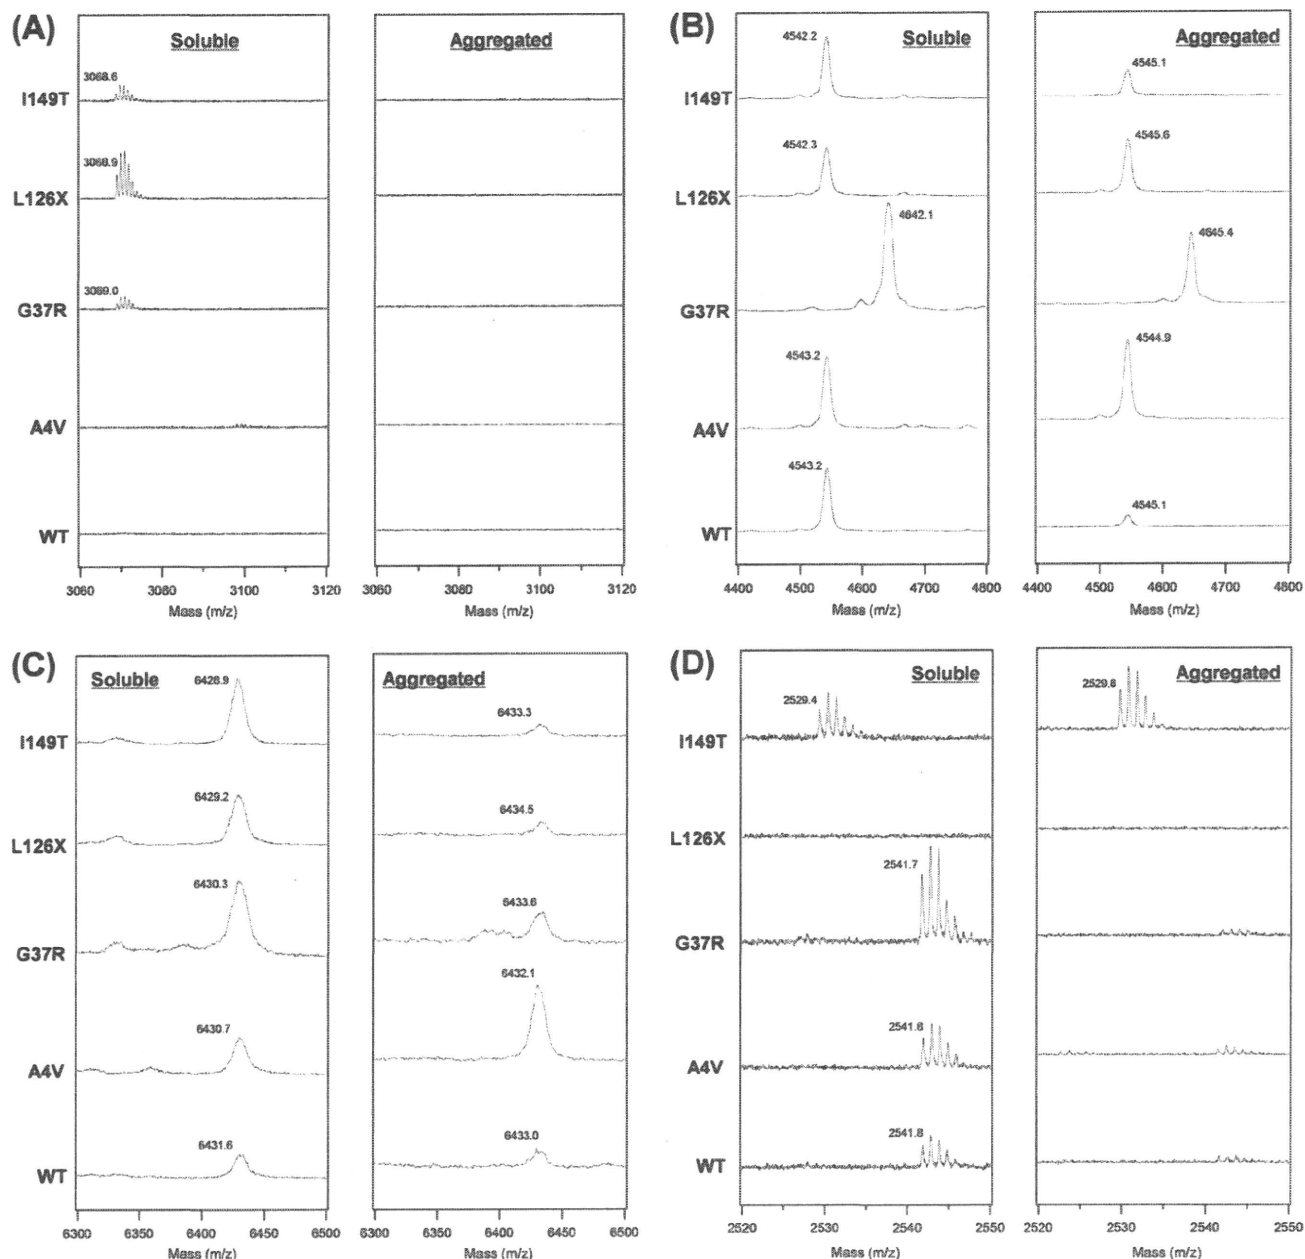 (A)
Soluble
Aggregated
3068.6
I149T
3068.9
L126X
3069.0
G37R
A4V
WT
3060 3080 3100 3120
3060 3080 3100 3120
Mass (m/z)
Mass (m/z)
(B)
Soluble
Aggregated
4542.2
4545.1
I149T
4542.3
4545.6
L126X
4642.1
4645.4
G37R
4543.2
4544.9
A4V
4543.2
4545.1
WT
4400 4500 4600 4700 4800
4400 4500 4600 4700 4800
Mass (m/z)
Mass (m/z)
(C)
Soluble
Aggregated
6428.9
6433.3
I149T
6429.2
6434.5
L126X
6430.3
6433.6
G37R
6432.1
6430.7
A4V
6431.6
6433.0
WT
6300 6350 6400 6450 6500
6300 6350 6400 6450 6500
Mass (m/z)
Mass (m/z)
(D)
Soluble
Aggregated
2529.4
2529.8
I149T
L126X
2541.7
G37R
2541.8
A4V
2541.8
WT
2520 2530 2540 2550
2520 2530 2540 2550
Mass (m/z)
Mass (m/z)